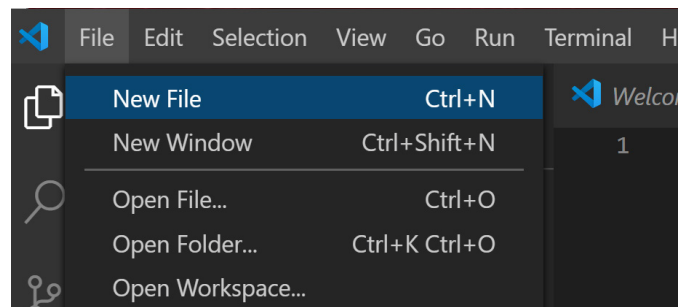 File Edit Selection View Go Run Terminal H
New File Ctrl+N
Welco
New Window Ctrl+Shift+N
1
Open File... Ctrl+O
Open Folder... Ctrl+K Ctrl+O
Open Workspace...